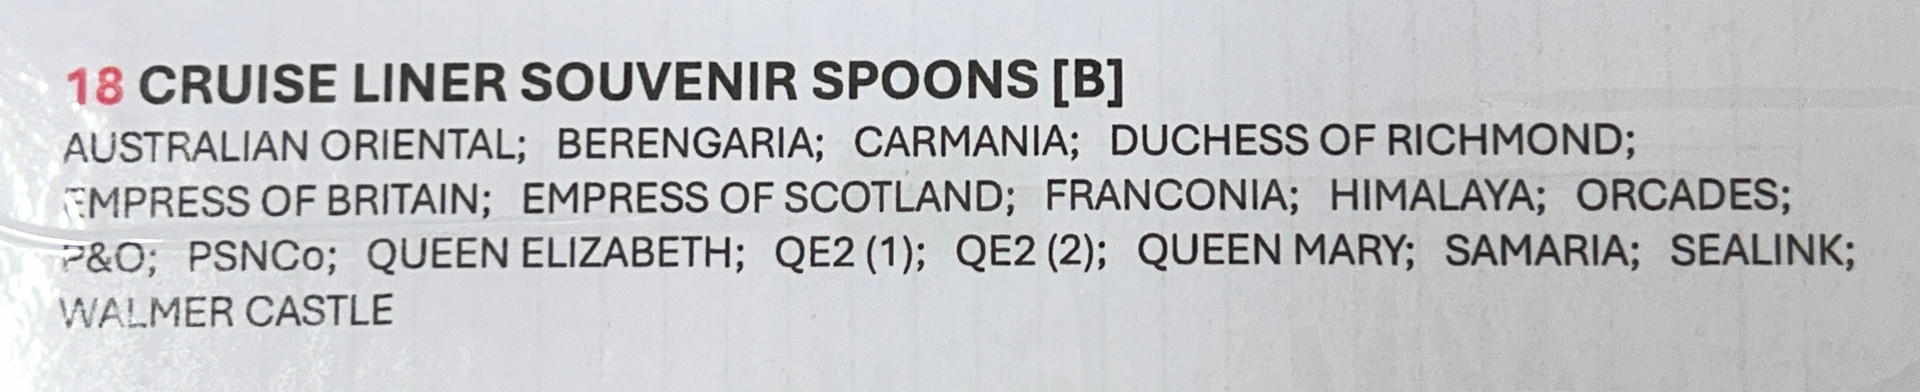 18 CRUISE LINER SOUVENIR SPOONS [B]
AUSTRALIAN ORIENTAL; BERENGARIA; CARMANIA; DUCHESS OF RICHMOND;
EMPRESS OF BRITAIN; EMPRESS OF SCOTLAND; FRANCONIA; HIMALAYA; ORCADES;
P&O; PSNCo; QUEEN ELIZABETH; QE2 (1); QE2 (2); QUEEN MARY; SAMARIA; SEALINK;
WALMER CASTLE